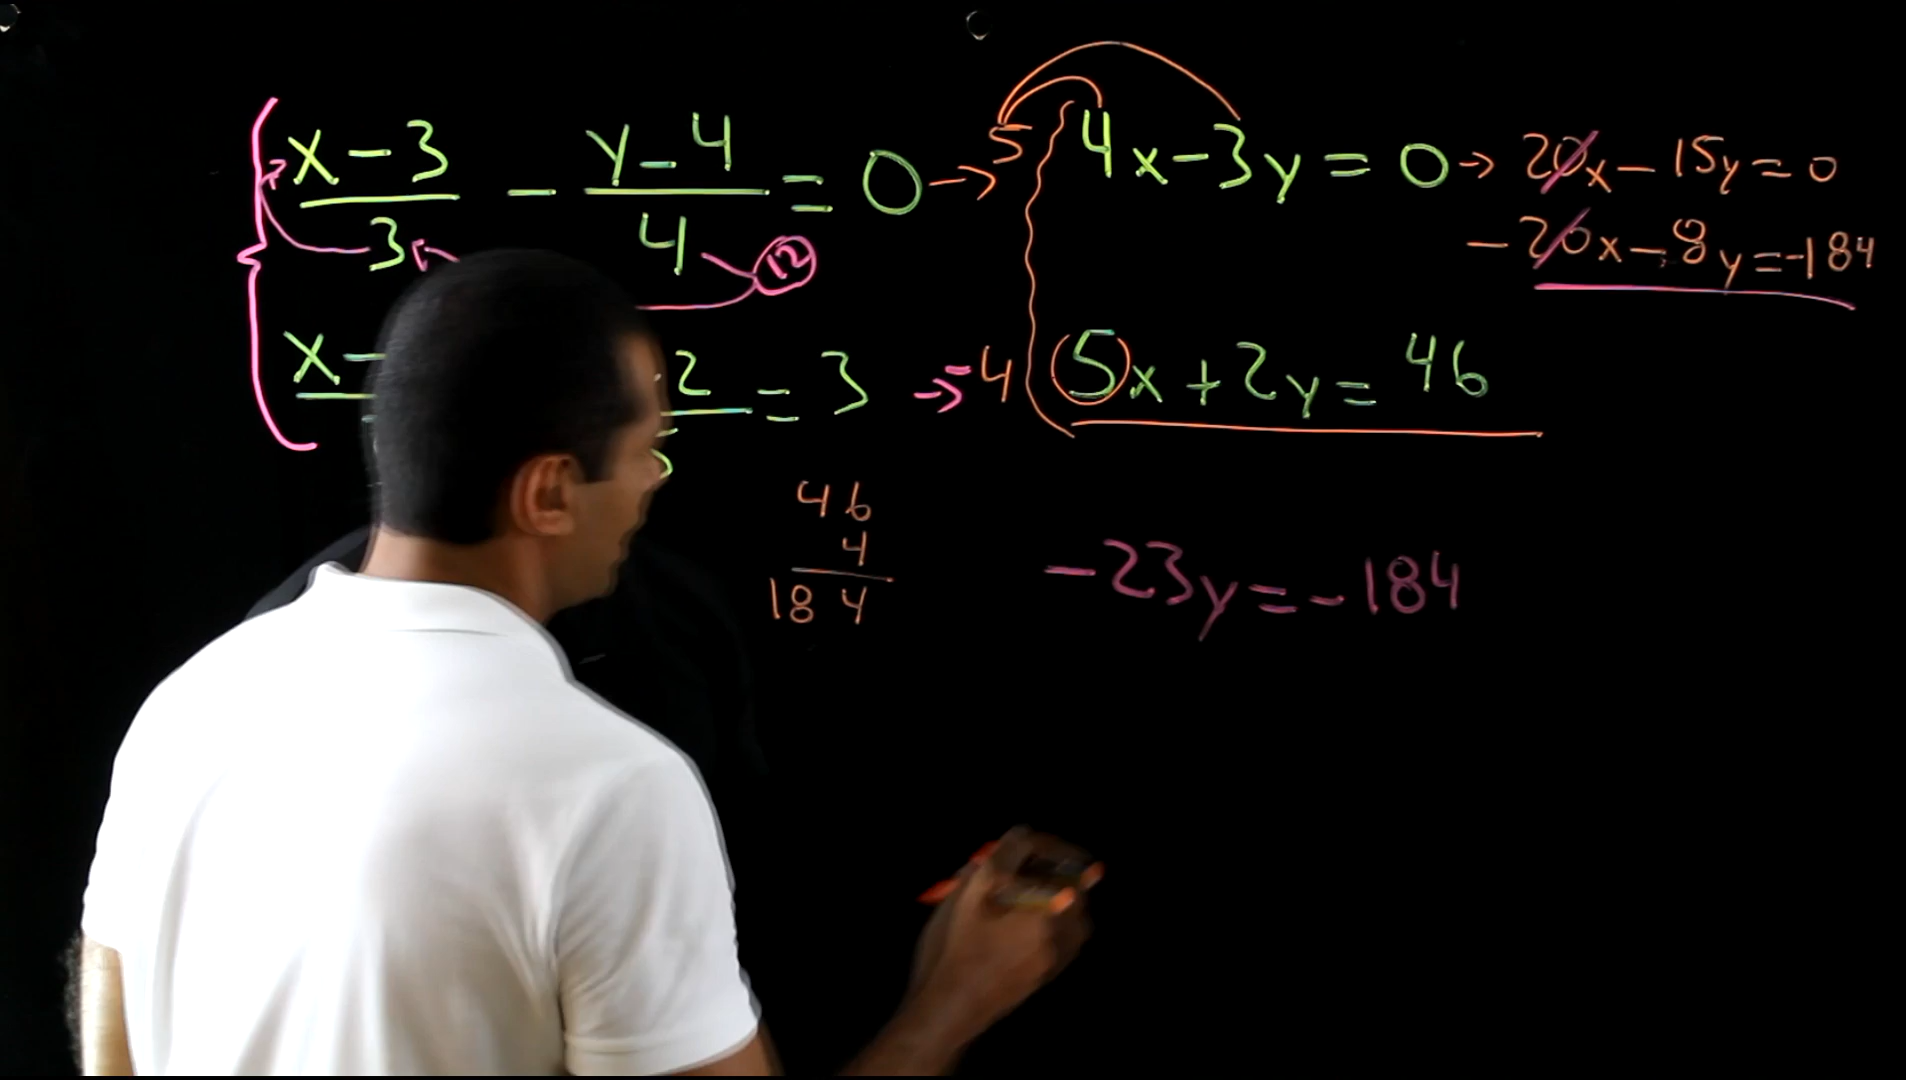 x-3/3 - y-4/4 = 0 → 5 4x-3y = 0 → 20x-15y=0
12
-20x-8y=-184
x- 2 = 3 → -4 5x+2y= 46
46
4
184
-23y=-184